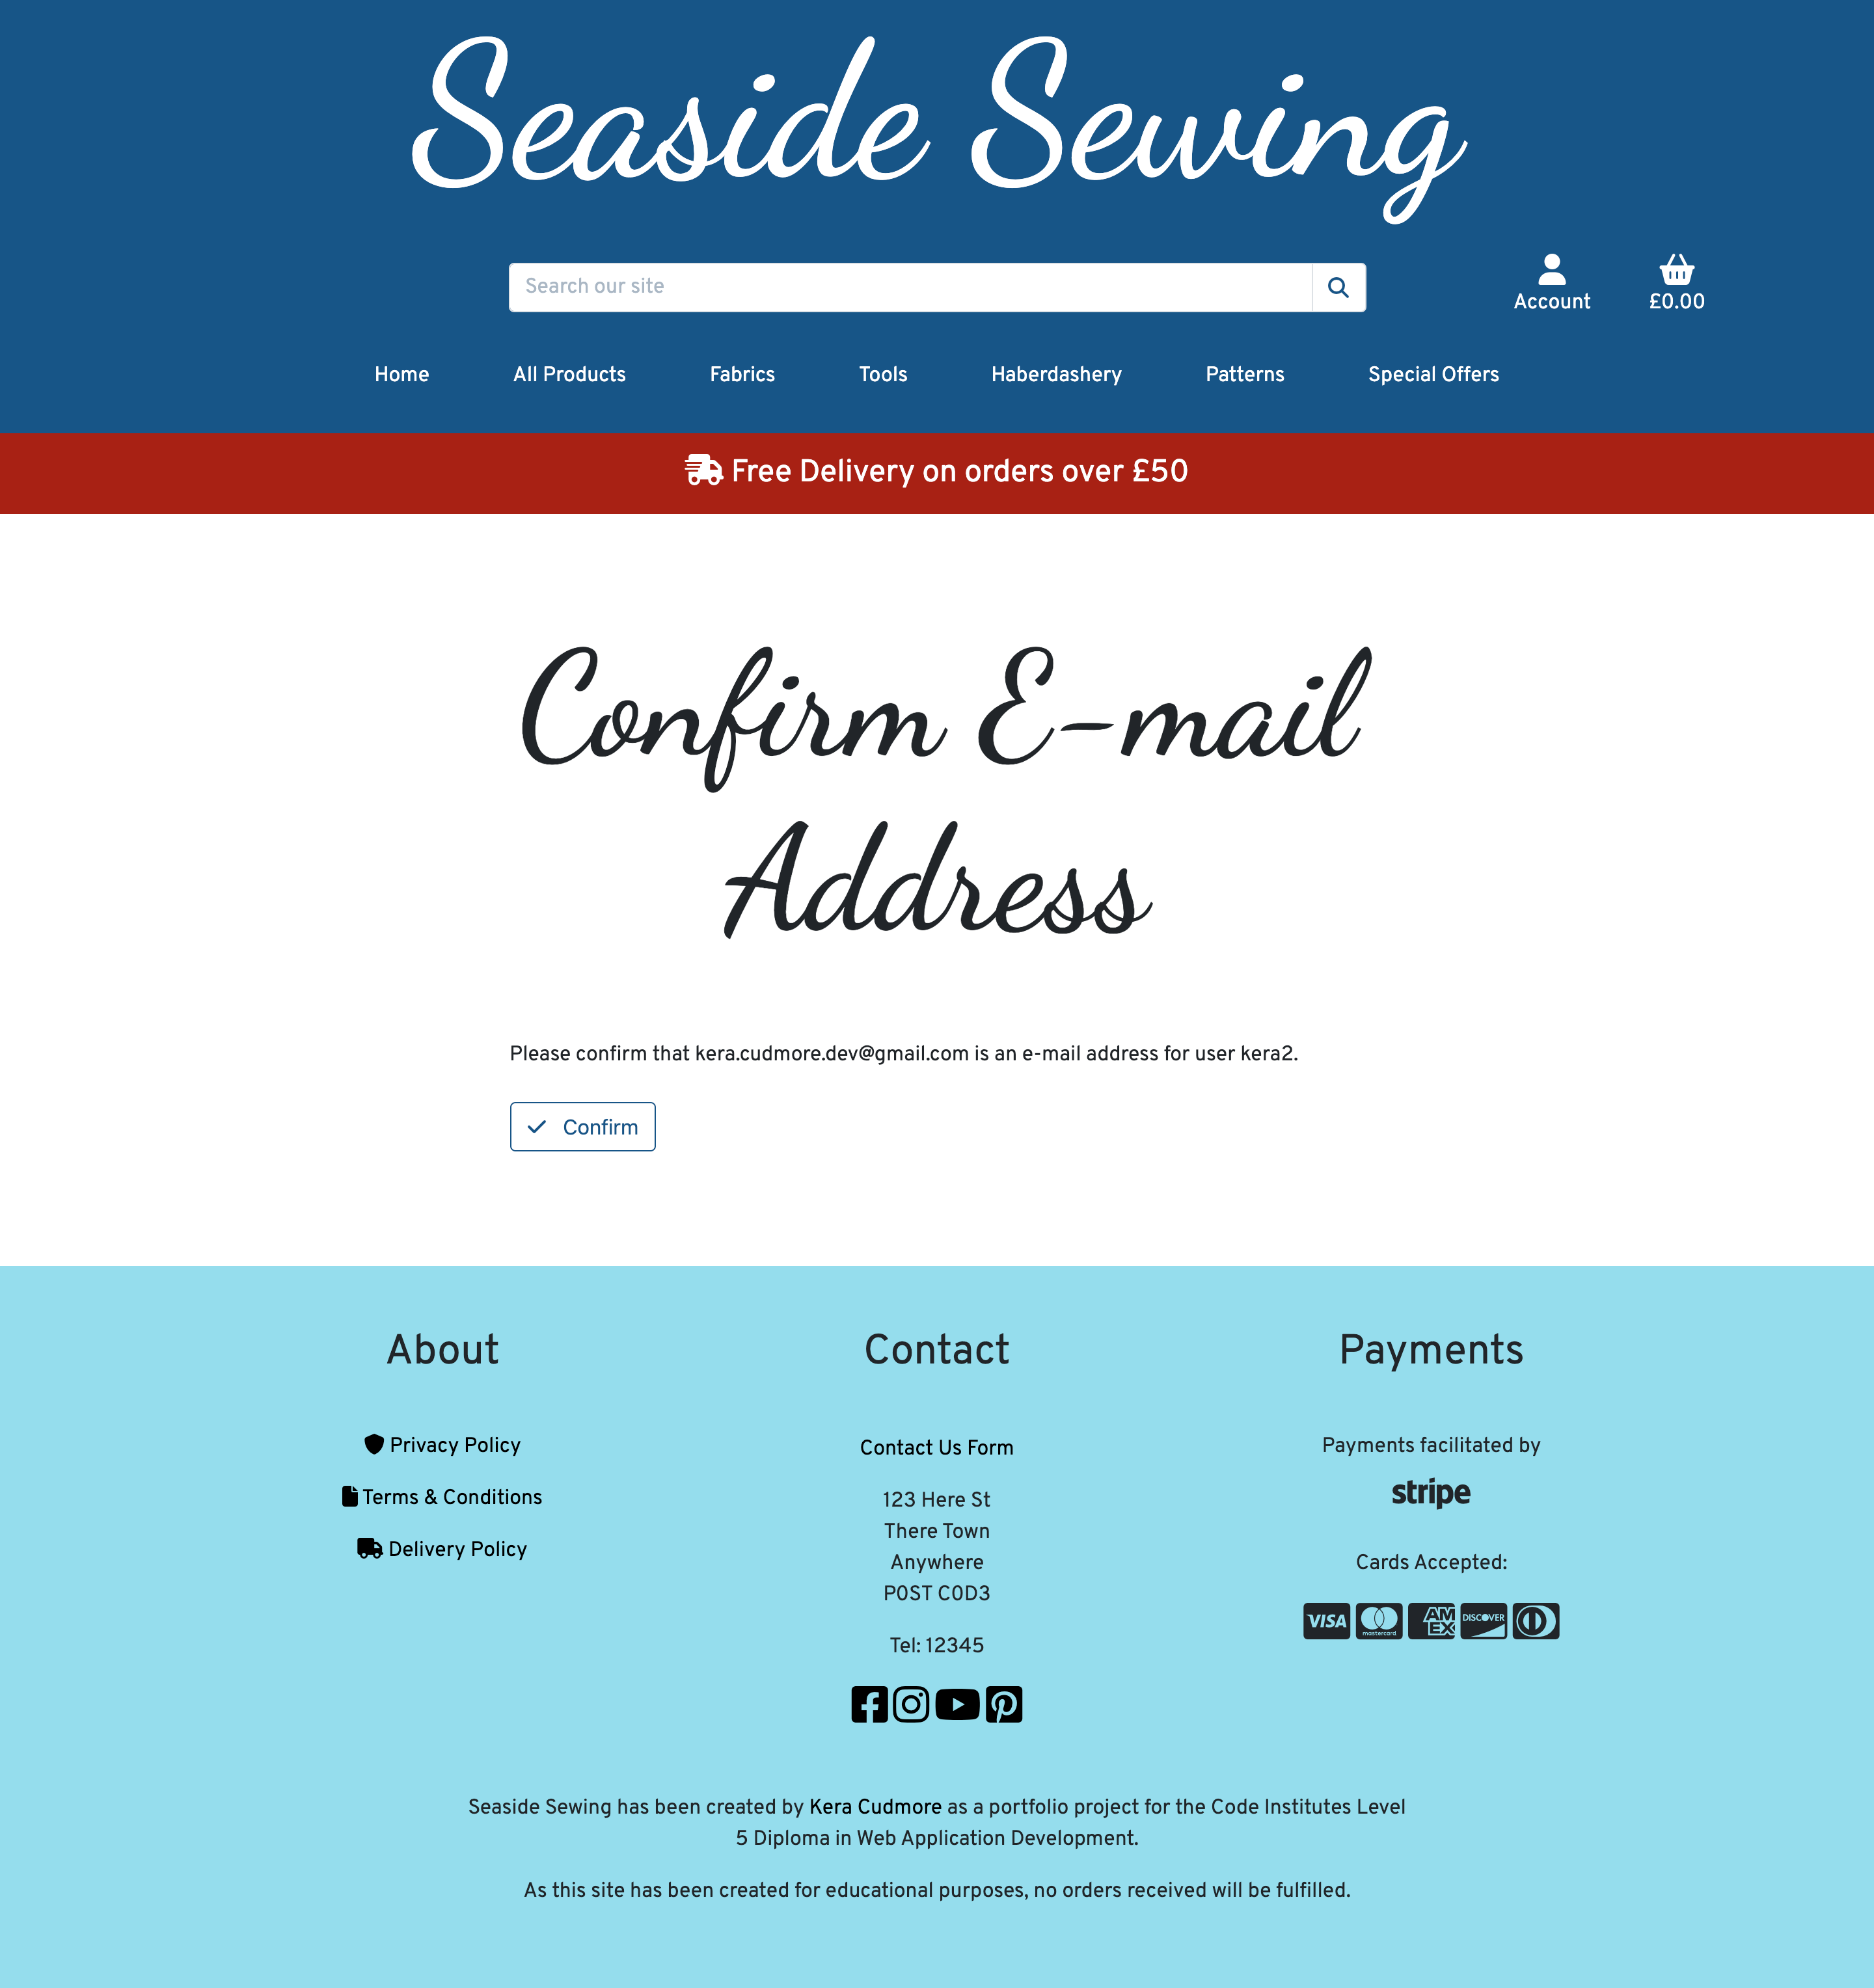 Seaside Sewing
Search our site
Account
£0.00
Home All Products Fabrics Tools Haberdashery Patterns Special Offers
Free Delivery on orders over £50
Confirm E-mail
Address
Please confirm that kera.cudmore.dev@gmail.com is an e-mail address for user kera2.
Confirm
About
Privacy Policy
Terms & Conditions
Delivery Policy
Contact
Contact Us Form
123 Here St
There Town
Anywhere
P0ST C0D3
Tel: 12345
Payments
Payments facilitated by
stripe
Cards Accepted:
VISA mastercard AMEX DISCOVER
Seaside Sewing has been created by Kera Cudmore as a portfolio project for the Code Institutes Level
5 Diploma in Web Application Development.
As this site has been created for educational purposes, no orders received will be fulfilled.